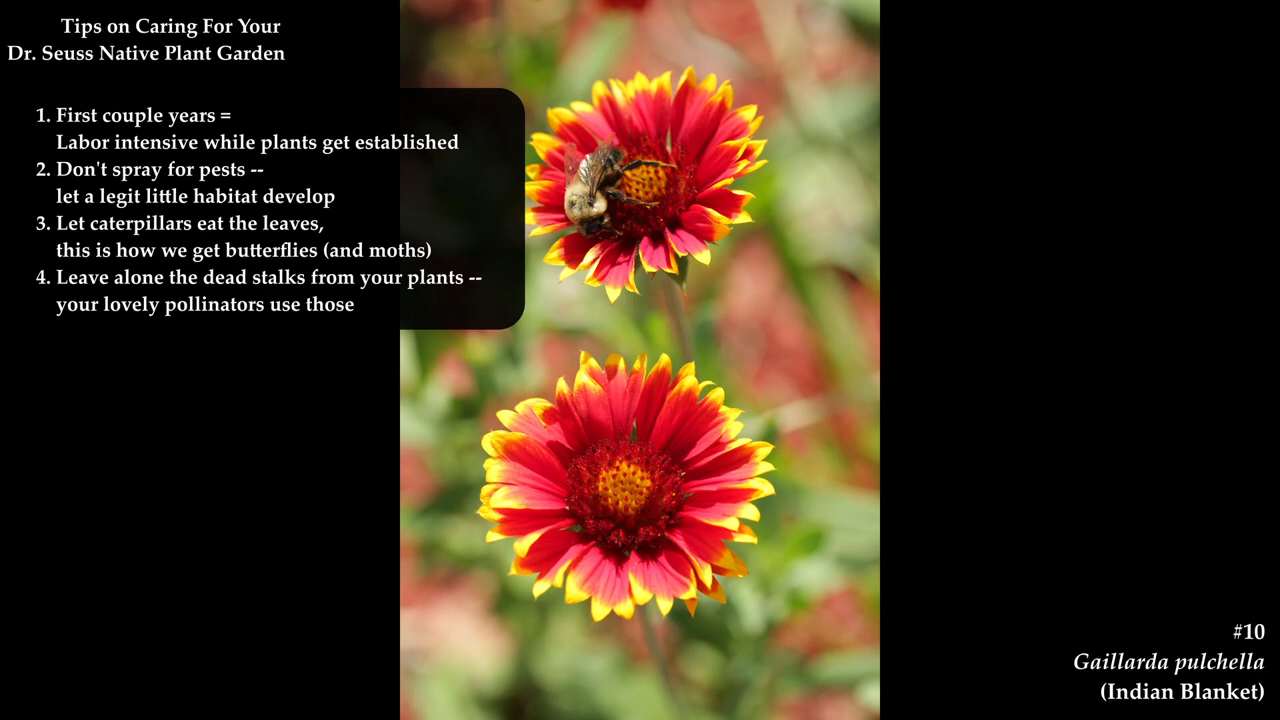 Tips on Caring For Your
Dr. Seuss Native Plant Garden
1. First couple years =
Labor intensive while plants get established
2. Don't spray for pests --
let a legit little habitat develop
3. Let caterpillars eat the leaves,
this is how we get butterflies (and moths)
4. Leave alone the dead stalks from your plants --
your lovely pollinators use those
#10
Gaillarda pulchella
(Indian Blanket)